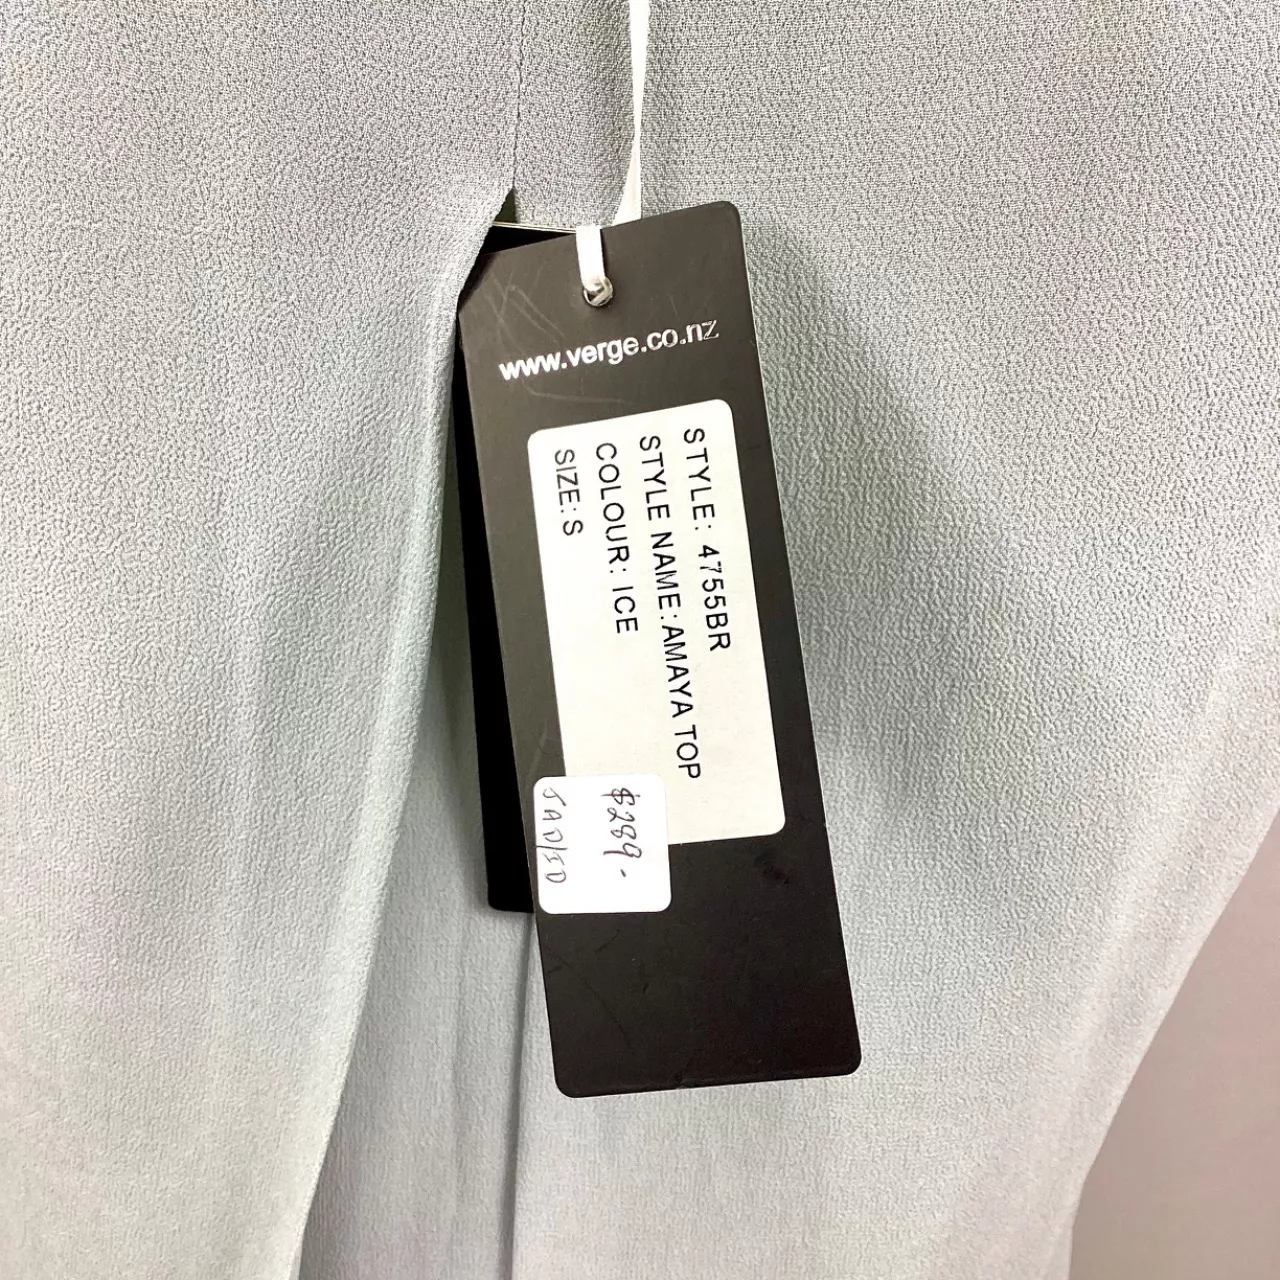 www.verge.co.nz
STYLE: 4755BR
STYLE NAME: AMAYA TOP
COLOUR: ICE
SIZE: S
$289.-